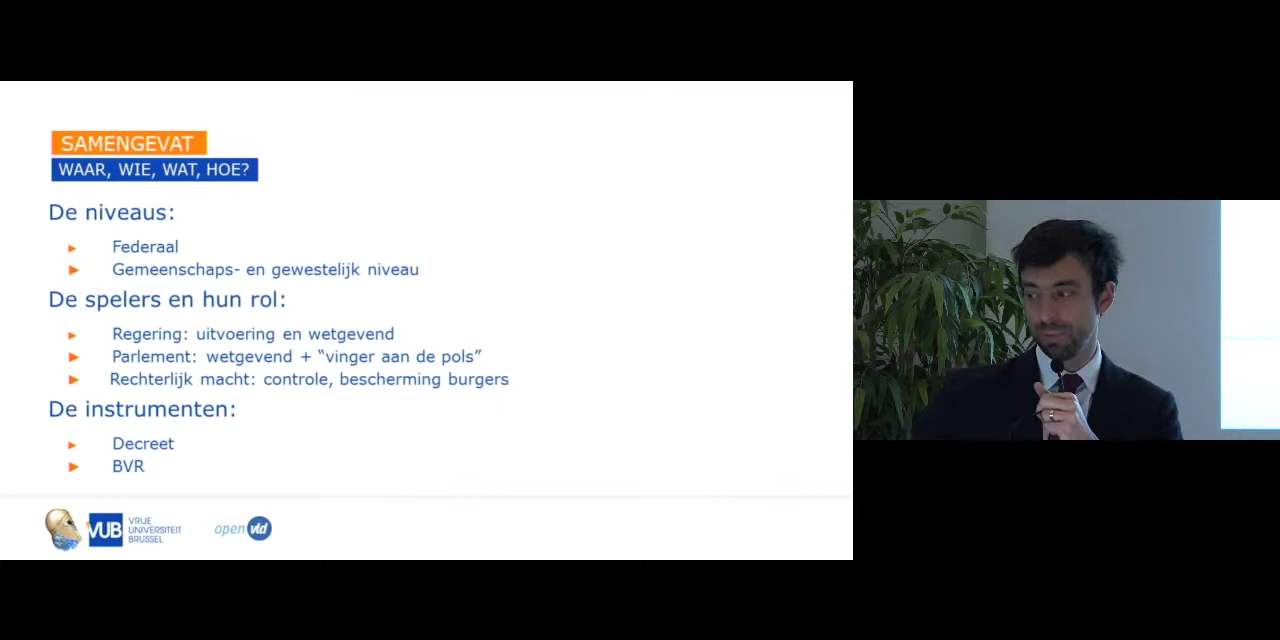 SAMENGEVAT
WAAR, WIE, WAT, HOE?
De niveaus:
Federaal
Gemeenschaps- en gewestelijk niveau
De spelers en hun rol:
Regering: uitvoering en wetgevend
Parlement: wetgevend + “vinger aan de pols”
Rechterlijk macht: controle, bescherming burgers
De instrumenten:
Decreet
BVR
VUB
VRIJE
UNIVERSITEIT
BRUSSEL
open vld